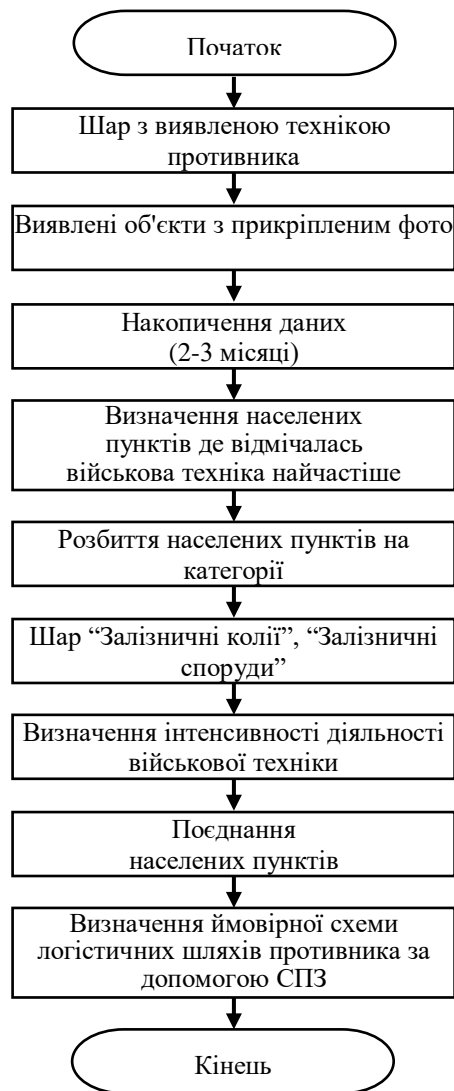 Початок
Шар з виявленою технікою
противника
Виявлені об'єкти з прикріпленим фото
Накопичення даних
(2-3 місяці)
Визначення населених
пунктів де відмічалась
військова техніка найчастіше
Розбиття населених пунктів на
категорії
Шар “Залізничні колії”, “Залізничні
споруди”
Визначення інтенсивності діяльності
військової техніки
Поєднання
населених пунктів
Визначення ймовірної схеми
логістичних шляхів противника за
допомогою СПЗ
Кінець